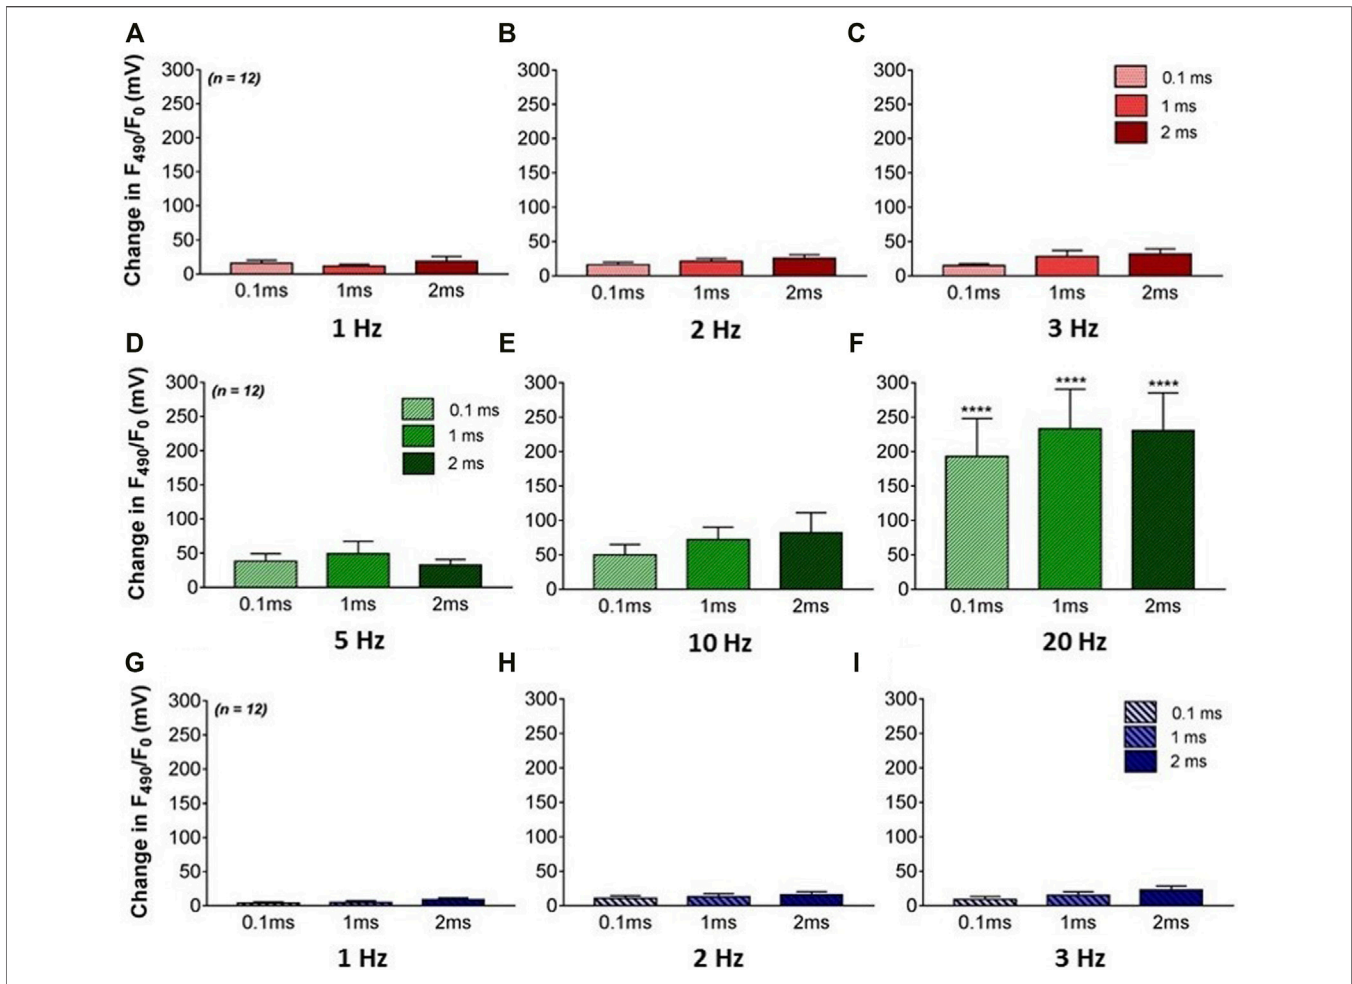 A
Change in F490/F0 (mV)
(n = 12)
300
250
200
150
100
50
0
0.1ms 1ms 2ms
1 Hz
B
300
250
200
150
100
50
0
0.1ms 1ms 2ms
2 Hz
C
300
250
200
150
100
50
0
0.1 ms
1 ms
2 ms
0.1ms 1ms 2ms
3 Hz
D
Change in F490/F0 (mV)
(n = 12)
300
250
200
150
100
50
0
0.1 ms
1 ms
2 ms
0.1ms 1ms 2ms
5 Hz
E
300
250
200
150
100
50
0
0.1ms 1ms 2ms
10 Hz
F
300
250
200
150
100
50
0
**** **** ****
0.1ms 1ms 2ms
20 Hz
G
Change in F490/F0 (mV)
(n = 12)
300
250
200
150
100
50
0
0.1ms 1ms 2ms
1 Hz
H
300
250
200
150
100
50
0
0.1ms 1ms 2ms
2 Hz
I
300
250
200
150
100
50
0
0.1 ms
1 ms
2 ms
0.1ms 1ms 2ms
3 Hz